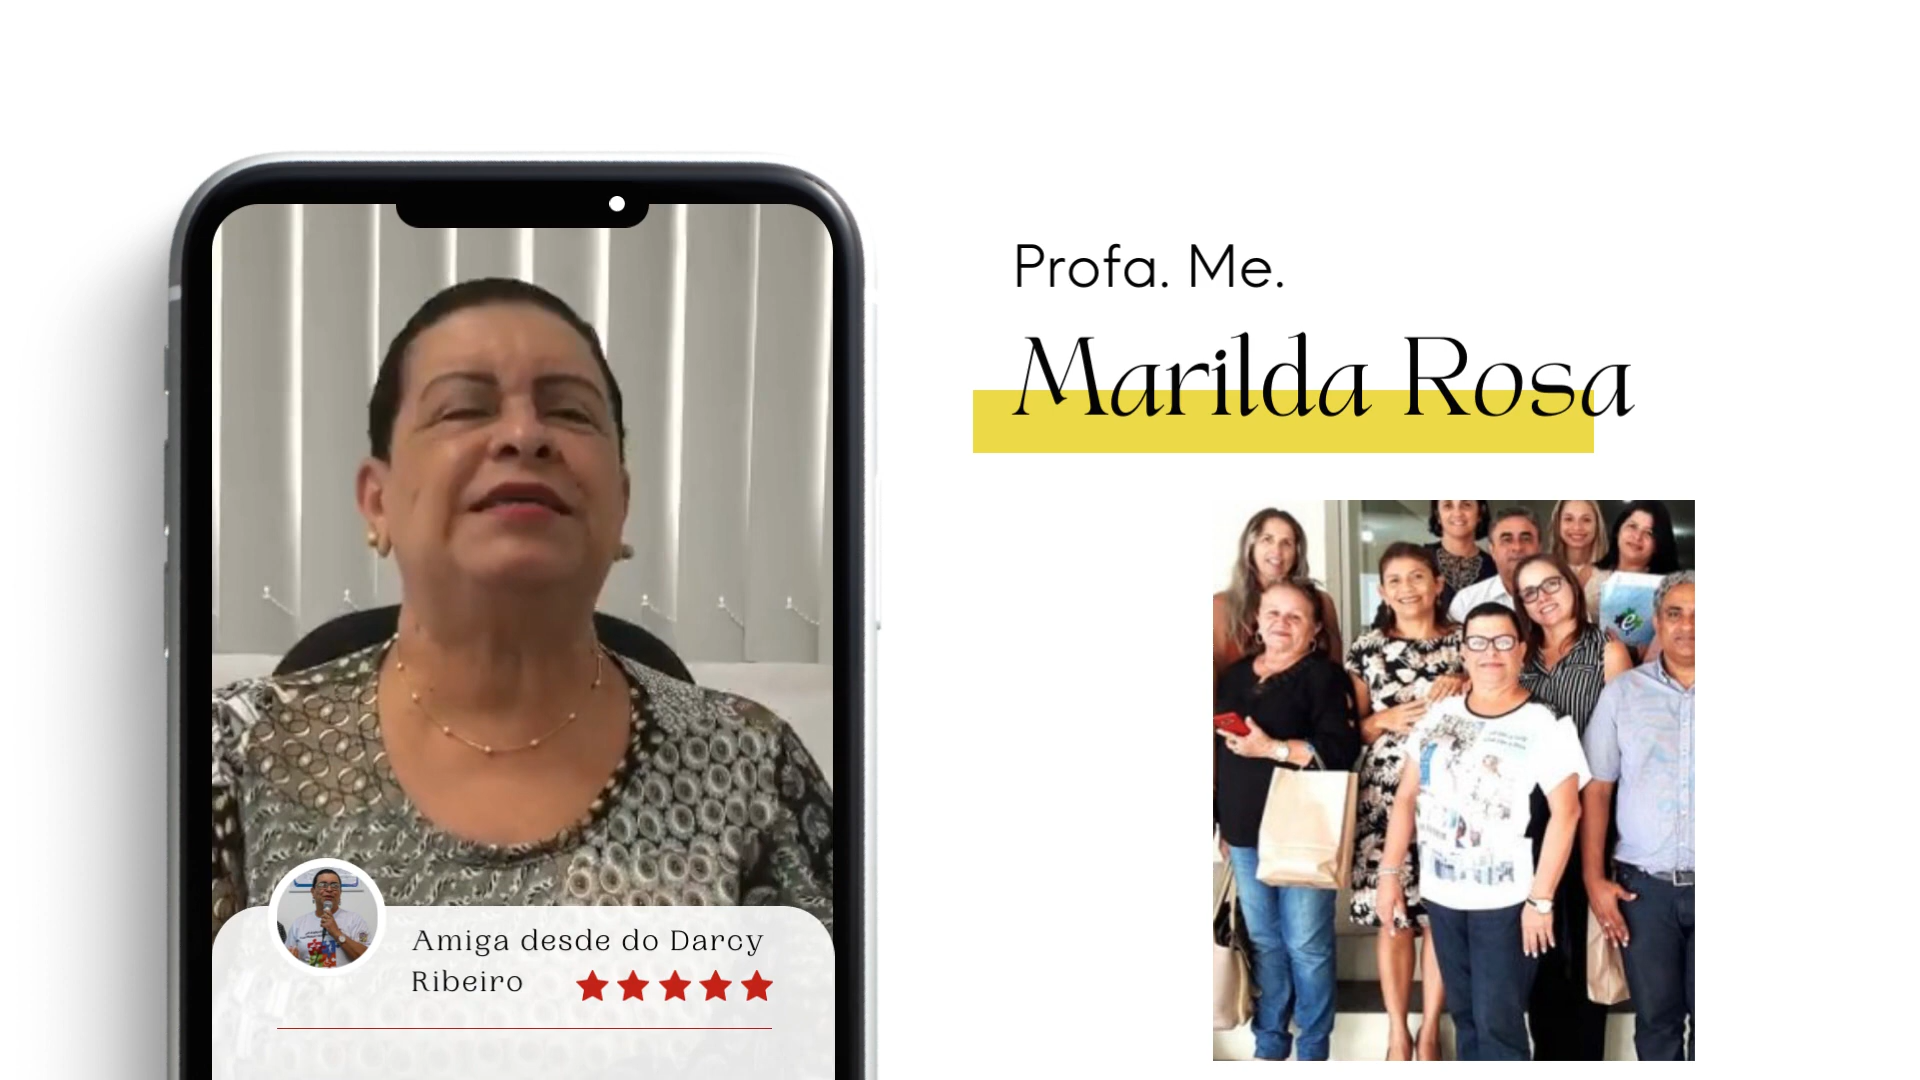 Profa. Me.
Marilda Rosa
Amiga desde do Darcy
Ribeiro
e